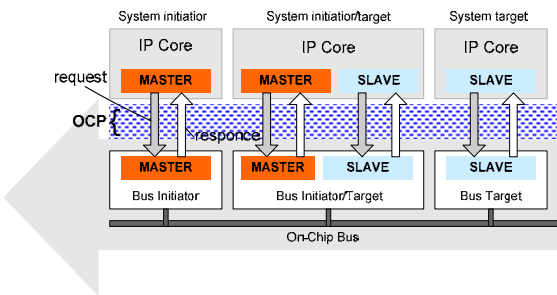 System initiator
System initiator/target
System target
IP Core
IP Core
IP Core
request
MASTER
MASTER
SLAVE
SLAVE
OCP
responce
MASTER
MASTER
SLAVE
SLAVE
Bus Initiator
Bus Initiator/Target
Bus Target
On-Chip Bus